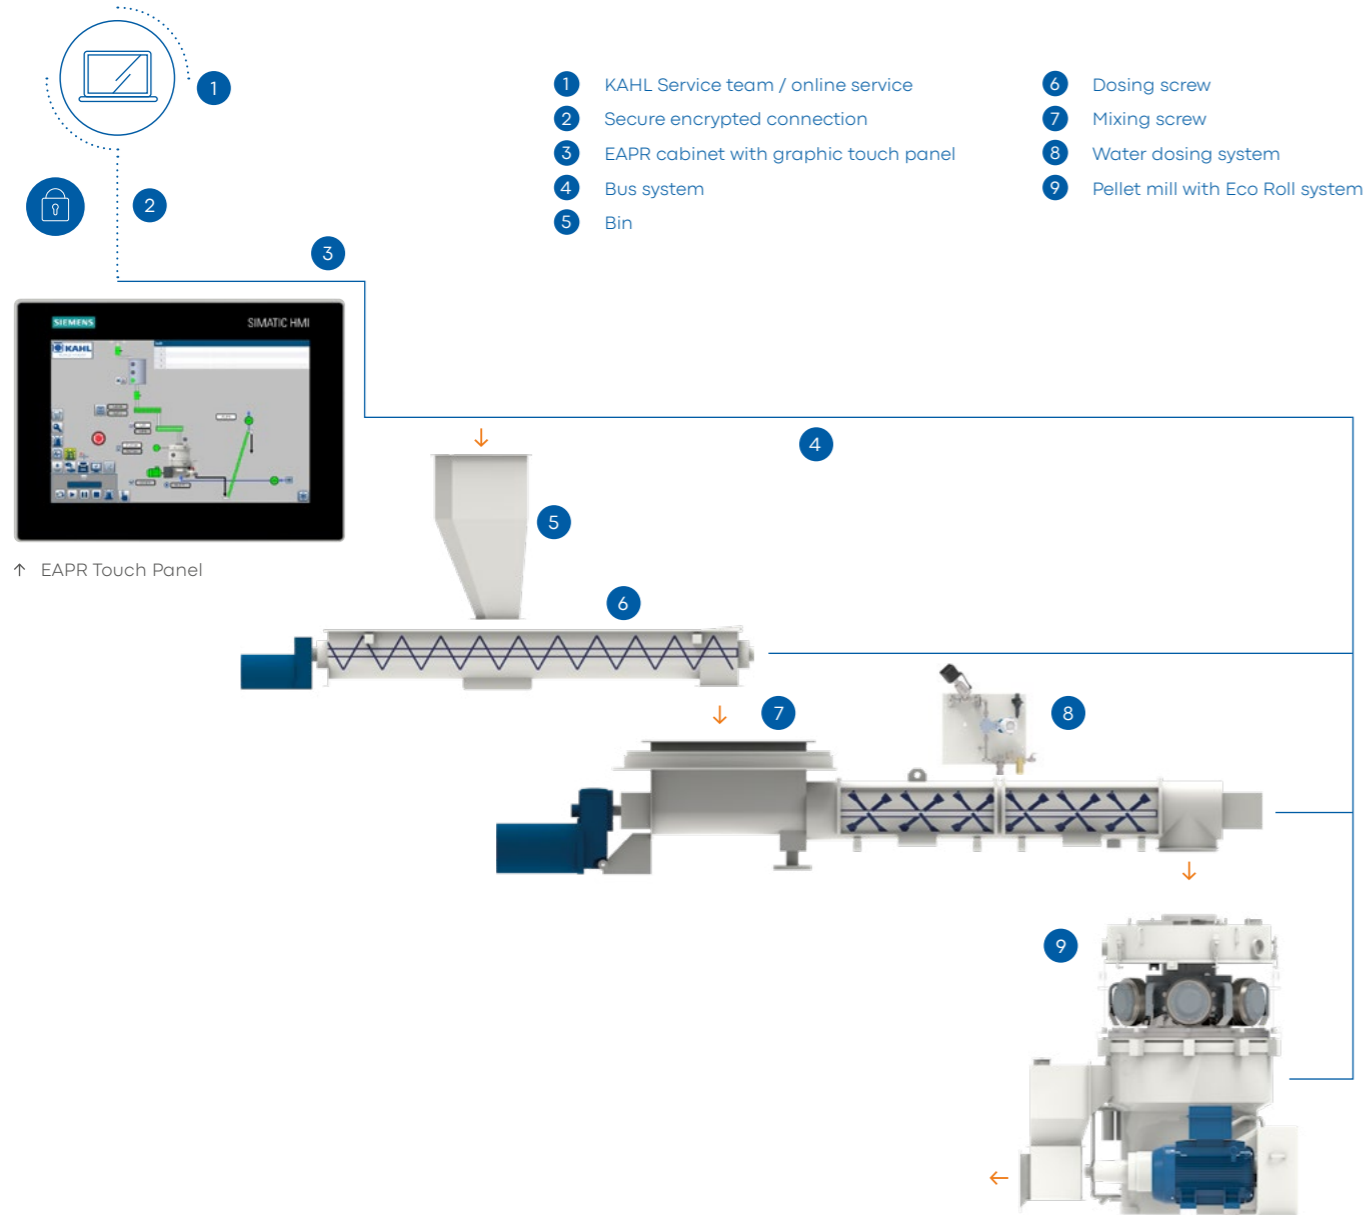 1
1 KAHL Service team / online service
2 Secure encrypted connection
3 EAPR cabinet with graphic touch panel
4 Bus system
5 Bin
6 Dosing screw
7 Mixing screw
8 Water dosing system
9 Pellet mill with Eco Roll system
2
3
SIEMENS
SIMATIC HMI
KAHL
4
5
↑ EAPR Touch Panel
6
7
8
9